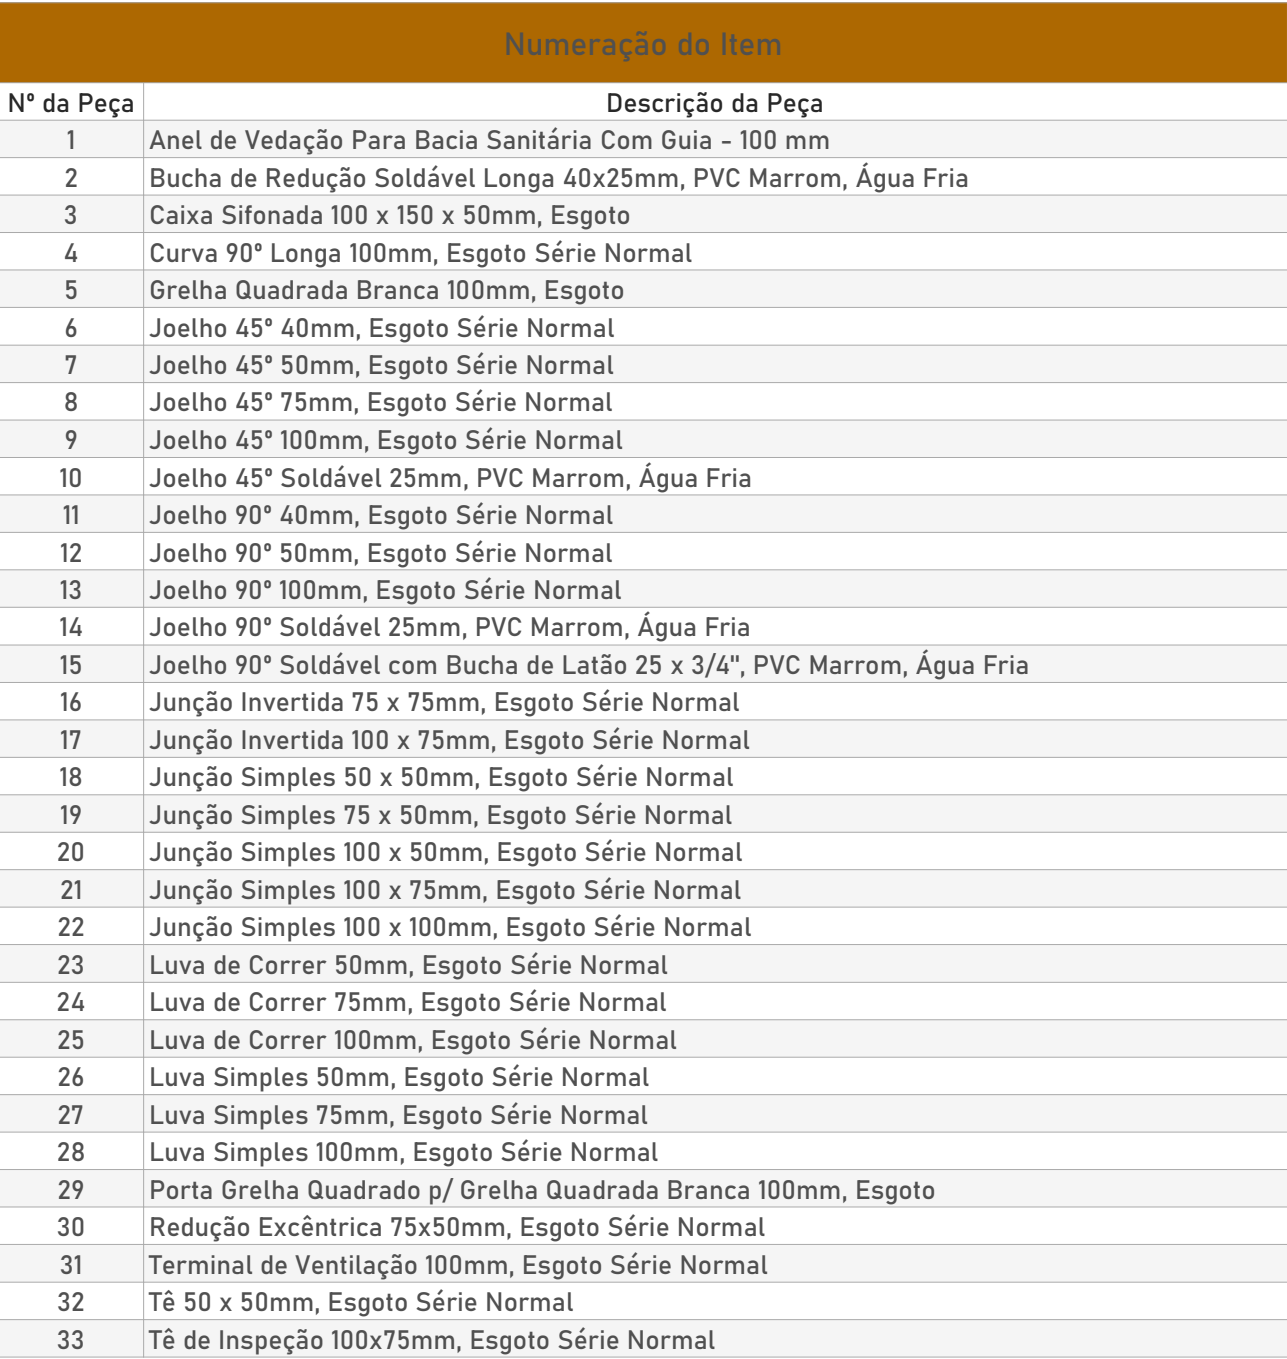 Numeração do Item
Nº da Peça Descrição da Peça
1 Anel de Vedação Para Bacia Sanitária Com Guia - 100 mm
2 Bucha de Redução Soldável Longa 40x25mm, PVC Marrom, Água Fria
3 Caixa Sifonada 100 x 150 x 50mm, Esgoto
4 Curva 90º Longa 100mm, Esgoto Série Normal
5 Grelha Quadrada Branca 100mm, Esgoto
6 Joelho 45º 40mm, Esgoto Série Normal
7 Joelho 45º 50mm, Esgoto Série Normal
8 Joelho 45º 75mm, Esgoto Série Normal
9 Joelho 45º 100mm, Esgoto Série Normal
10 Joelho 45º Soldável 25mm, PVC Marrom, Água Fria
11 Joelho 90º 40mm, Esgoto Série Normal
12 Joelho 90º 50mm, Esgoto Série Normal
13 Joelho 90º 100mm, Esgoto Série Normal
14 Joelho 90º Soldável 25mm, PVC Marrom, Água Fria
15 Joelho 90º Soldável com Bucha de Latão 25 x 3/4", PVC Marrom, Água Fria
16 Junção Invertida 75 x 75mm, Esgoto Série Normal
17 Junção Invertida 100 x 75mm, Esgoto Série Normal
18 Junção Simples 50 x 50mm, Esgoto Série Normal
19 Junção Simples 75 x 50mm, Esgoto Série Normal
20 Junção Simples 100 x 50mm, Esgoto Série Normal
21 Junção Simples 100 x 75mm, Esgoto Série Normal
22 Junção Simples 100 x 100mm, Esgoto Série Normal
23 Luva de Correr 50mm, Esgoto Série Normal
24 Luva de Correr 75mm, Esgoto Série Normal
25 Luva de Correr 100mm, Esgoto Série Normal
26 Luva Simples 50mm, Esgoto Série Normal
27 Luva Simples 75mm, Esgoto Série Normal
28 Luva Simples 100mm, Esgoto Série Normal
29 Porta Grelha Quadrado p/ Grelha Quadrada Branca 100mm, Esgoto
30 Redução Excêntrica 75x50mm, Esgoto Série Normal
31 Terminal de Ventilação 100mm, Esgoto Série Normal
32 Tê 50 x 50mm, Esgoto Série Normal
33 Tê de Inspeção 100x75mm, Esgoto Série Normal